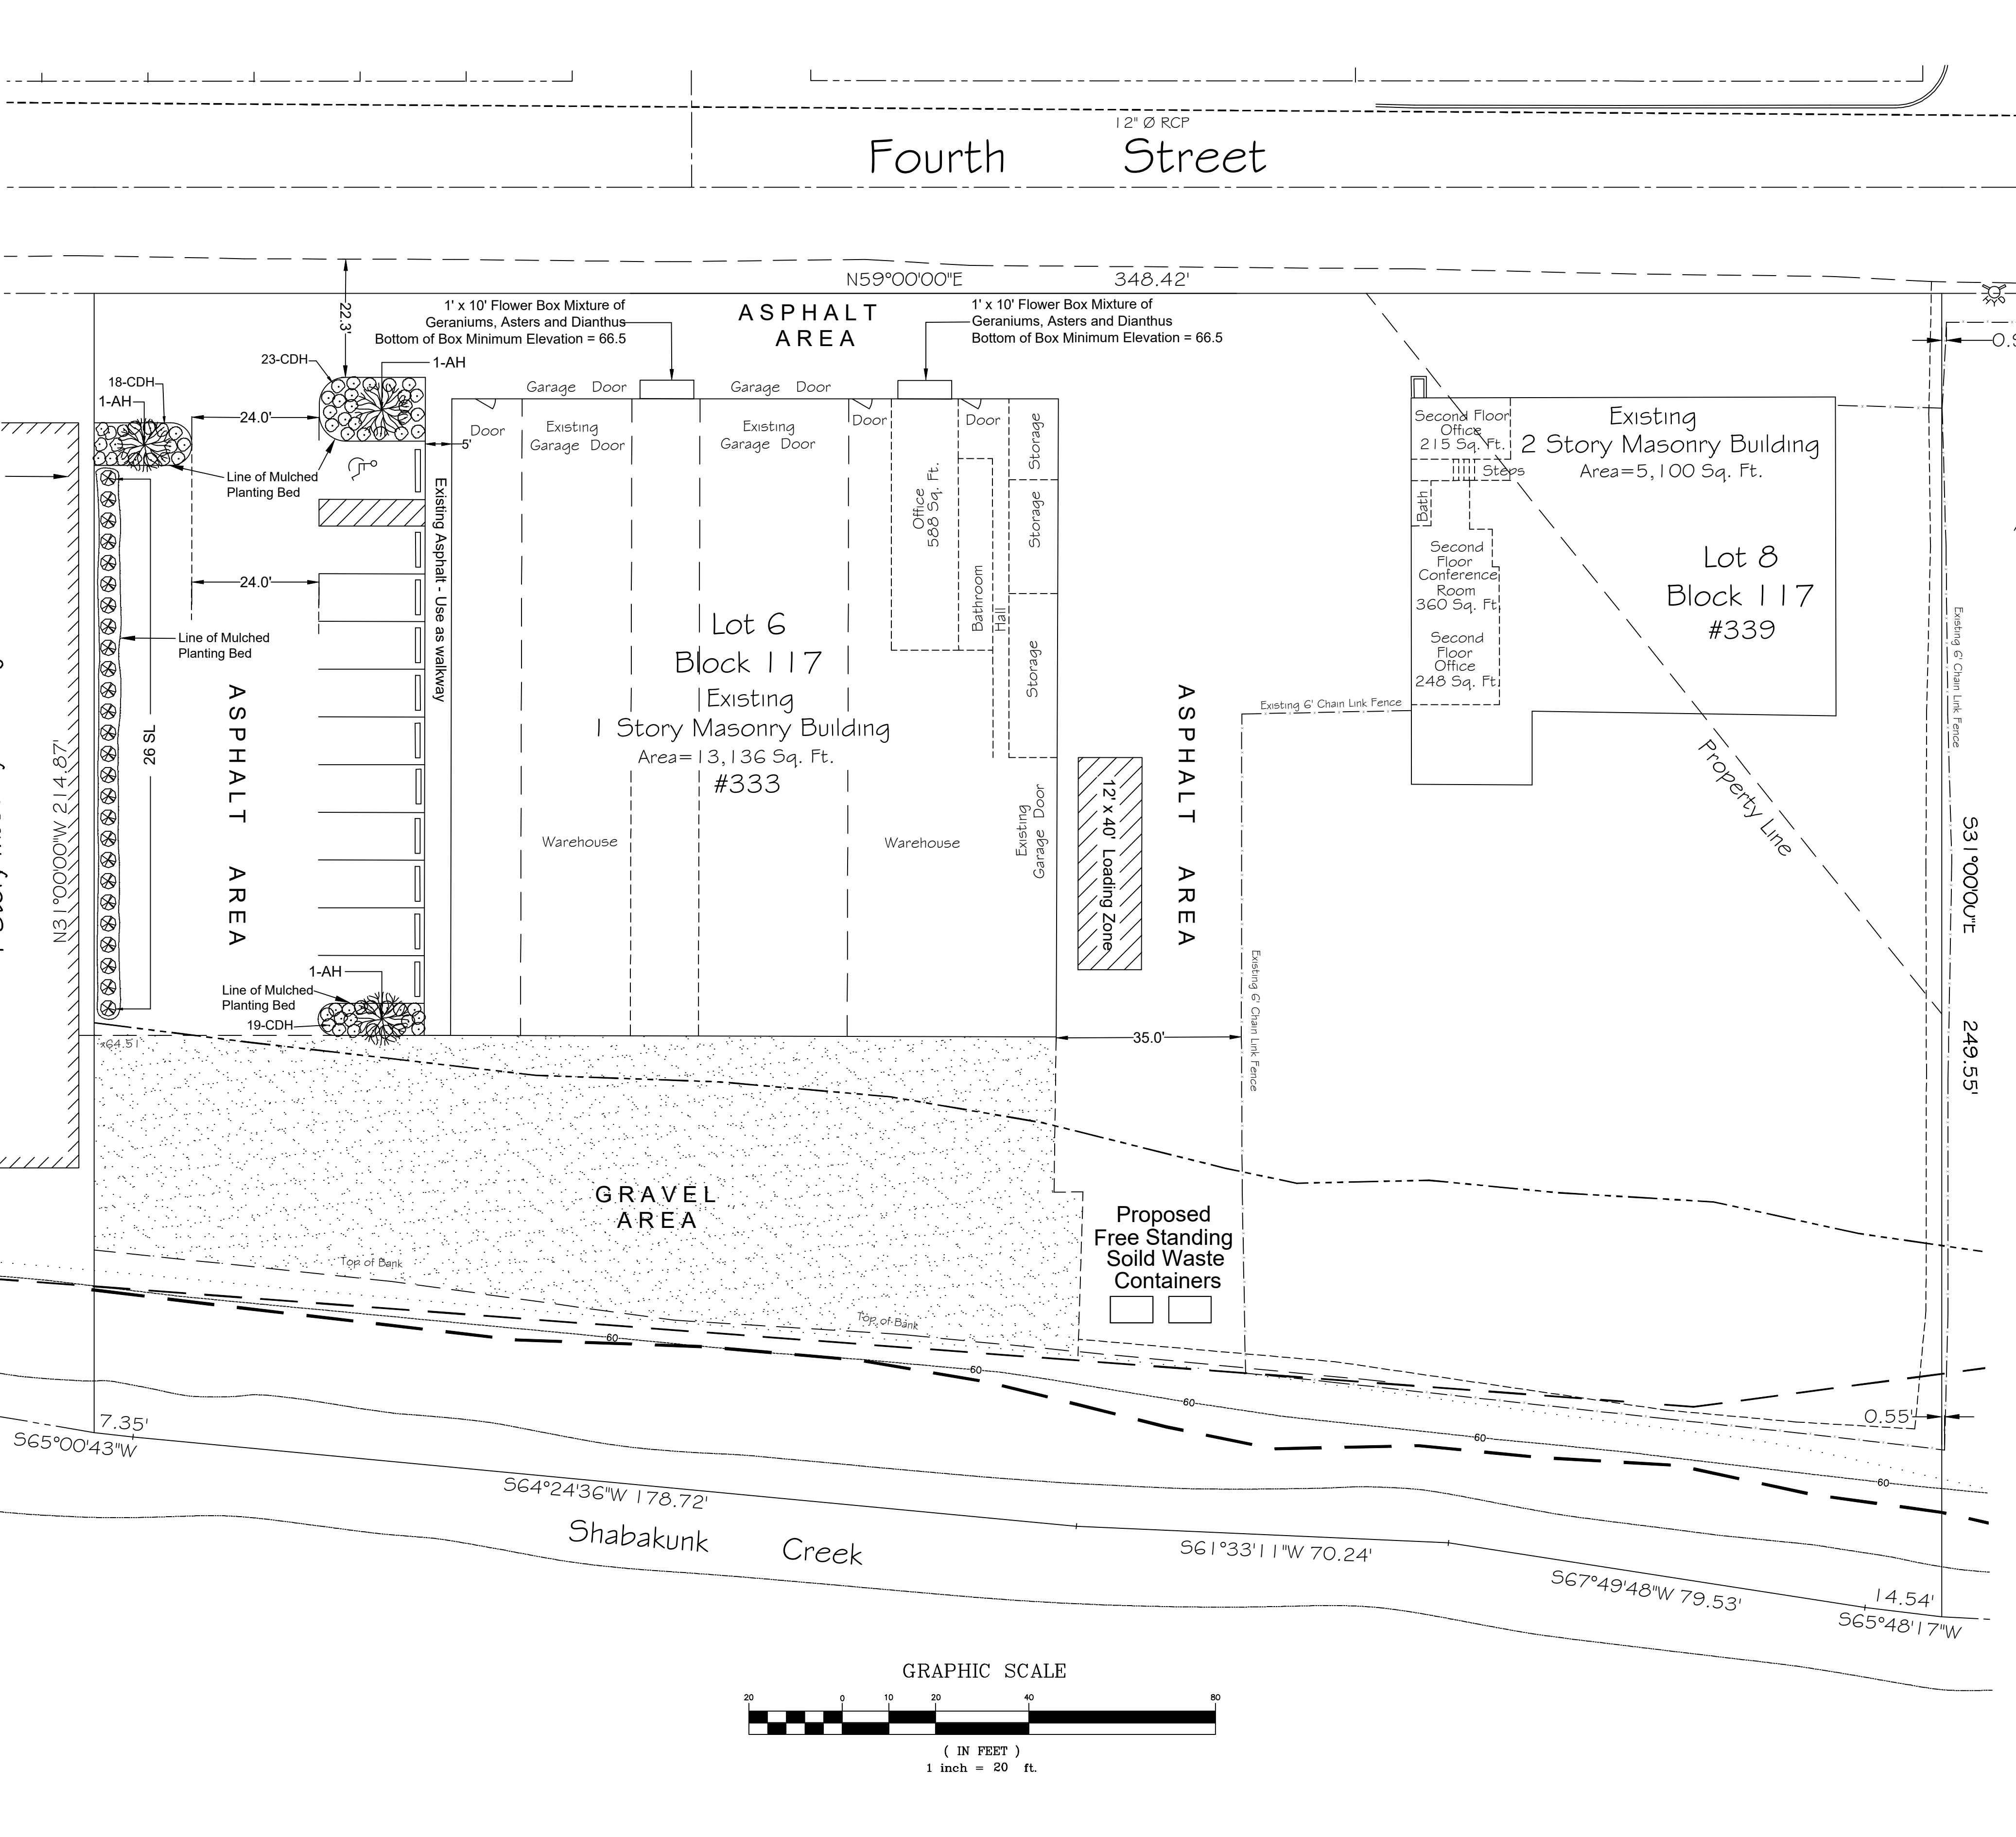 12" Ø RCP
Fourth Street
N59°00'00"E 348.42'
22.3'
1' x 10' Flower Box Mixture of
Geraniums, Asters and Dianthus
Bottom of Box Minimum Elevation = 66.5
ASPHALT
AREA
1' x 10' Flower Box Mixture of
Geraniums, Asters and Dianthus
Bottom of Box Minimum Elevation = 66.5
23-CDH
1-AH
18-CDH
1-AH
24.0'
5'
Line of Mulched
Planting Bed
24.0'
Line of Mulched
Planting Bed
26 SL
N31°00'00"W 214.87'
ASPHALT AREA
Existing Asphalt - Use as walkway
1-AH
Line of Mulched
Planting Bed
19-CDH
x64.51
Garage Door
Garage Door
Door
Existing
Garage Door
Existing
Garage Door
Door
Door
Office
588 Sq. Ft.
Bathroom
Hall
Storage
Storage
Storage
Lot 6
Block 117
Existing
1 Story Masonry Building
Area=13,136 Sq. Ft.
#333
Warehouse
Warehouse
Existing
Garage Door
12' x 40' Loading Zone
ASPHALT AREA
35.0'
Existing 6' Chain Link Fence
Existing 6' Chain Link Fence
Second Floor
Office
215 Sq. Ft.
Steps
Bath
Second
Floor
Conference
Room
360 Sq. Ft.
Second
Floor
Office
248 Sq. Ft.
Existing
2 Story Masonry Building
Area=5,100 Sq. Ft.
Lot 8
Block 117
#339
Property Line
Existing 6' Chain Link Fence
S31°00'00"E 249.55'
GRAVEL
AREA
Top of Bank
Top of Bank
Proposed
Free Standing
Soild Waste
Containers
60
60
60
60
60
0.55'
7.35'
S65°00'43"W
S64°24'36"W 178.72'
S61°33'11"W 70.24'
S67°49'48"W 79.53'
14.54'
S65°48'17"W
Shabakunk Creek
GRAPHIC SCALE
20 0 10 20 40 80
( IN FEET )
1 inch = 20 ft.